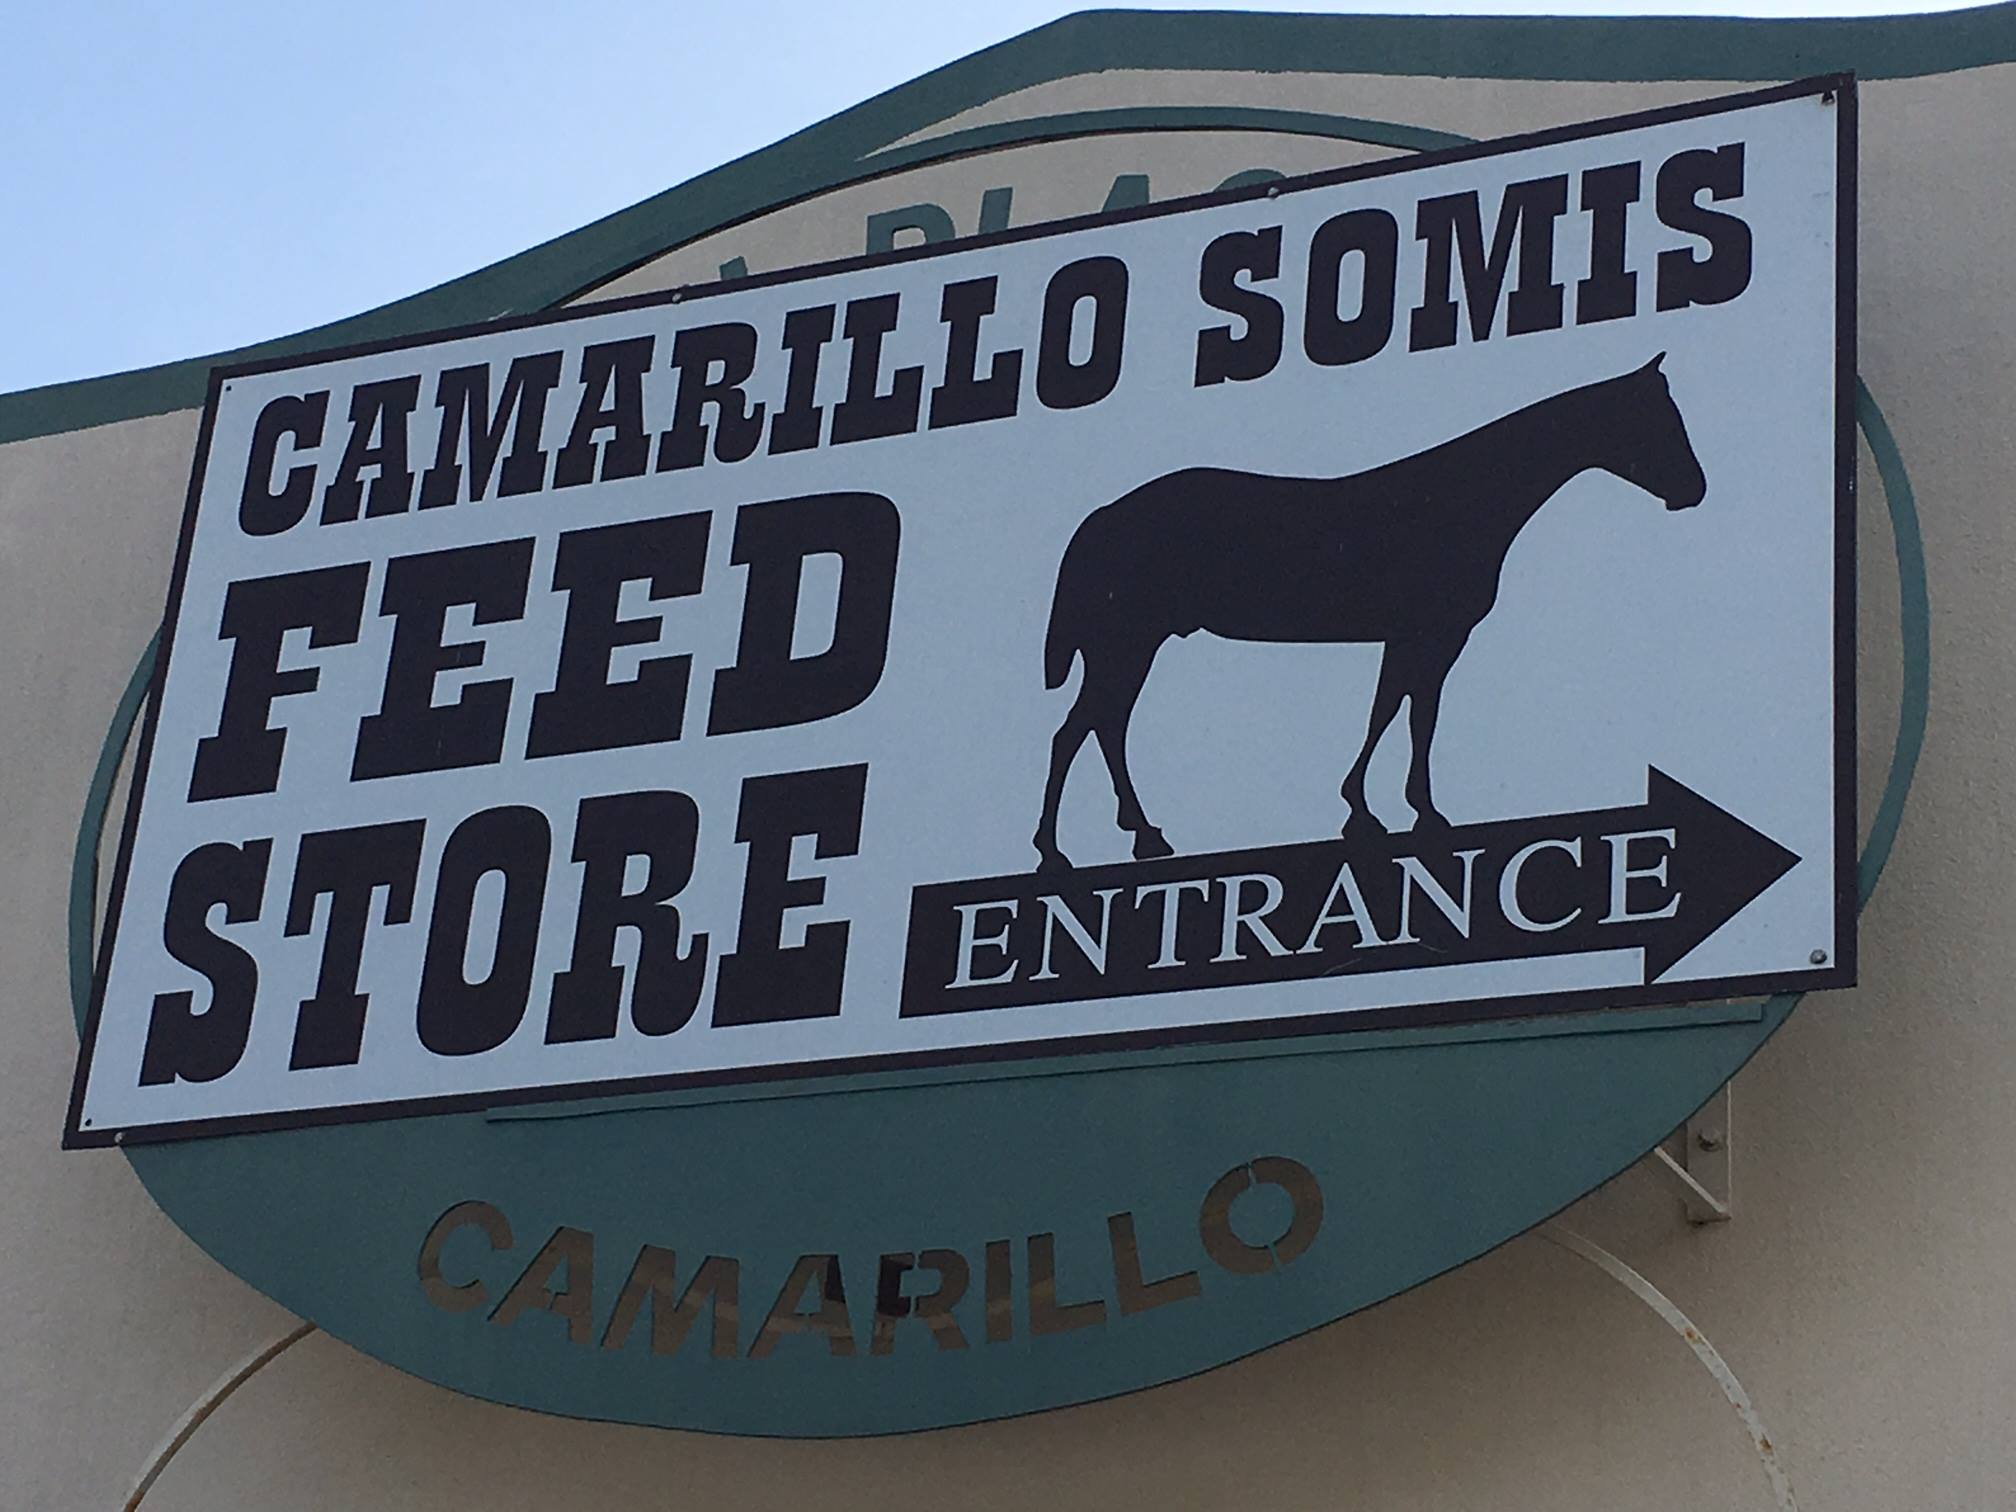 CAMARILLO SOMIS
FEED
STORE
ENTRANCE
CAMARILLO